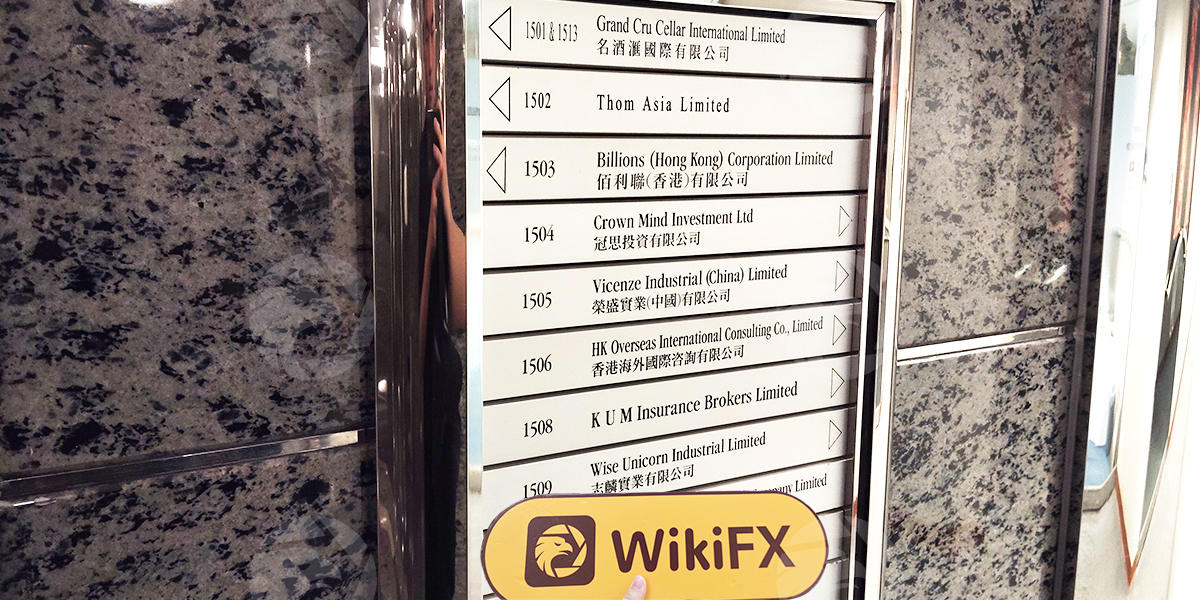 1501 & 1513 Grand Cru Cellar International Limited
名酒滙國際有限公司
1502 Thom Asia Limited
1503 Billions (Hong Kong) Corporation Limited
佰利聯(香港)有限公司
1504 Crown Mind Investment Ltd
冠思投資有限公司
1505 Vicenze Industrial (China) Limited
榮盛實業(中國)有限公司
1506 HK Overseas International Consulting Co., Limited
香港海外國際咨詢有限公司
1508 K U M Insurance Brokers Limited
1509 Wise Unicorn Industrial Limited
志麟實業有限公司
Limited
WikiFX